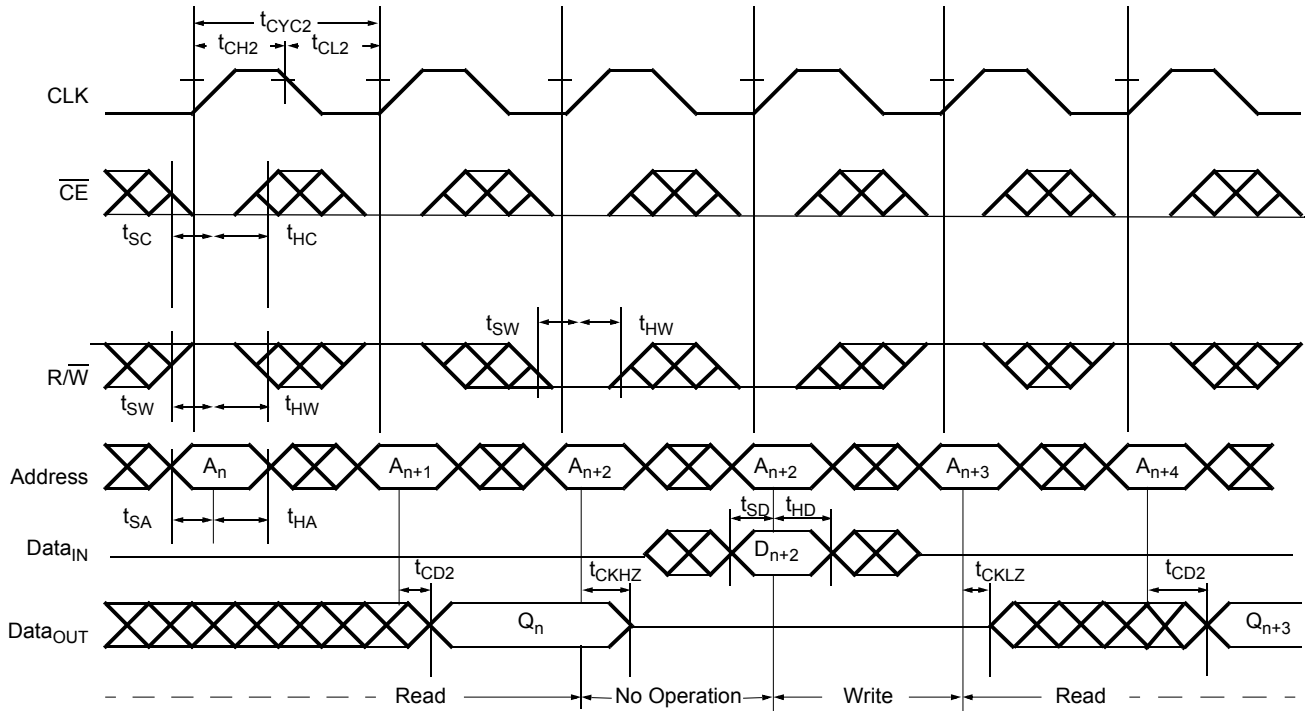 tCYC2
tCH2 tCL2
CLK
CE
tSC tHC
tSW tHW
R/W
tSW tHW
Address An An+1 An+2 An+2 An+3 An+4
tSA tHA tSD tHD
DataIN Dn+2
tCD2 tCKHZ tCKLZ tCD2
DataOUT Qn Qn+3
Read No Operation Write Read